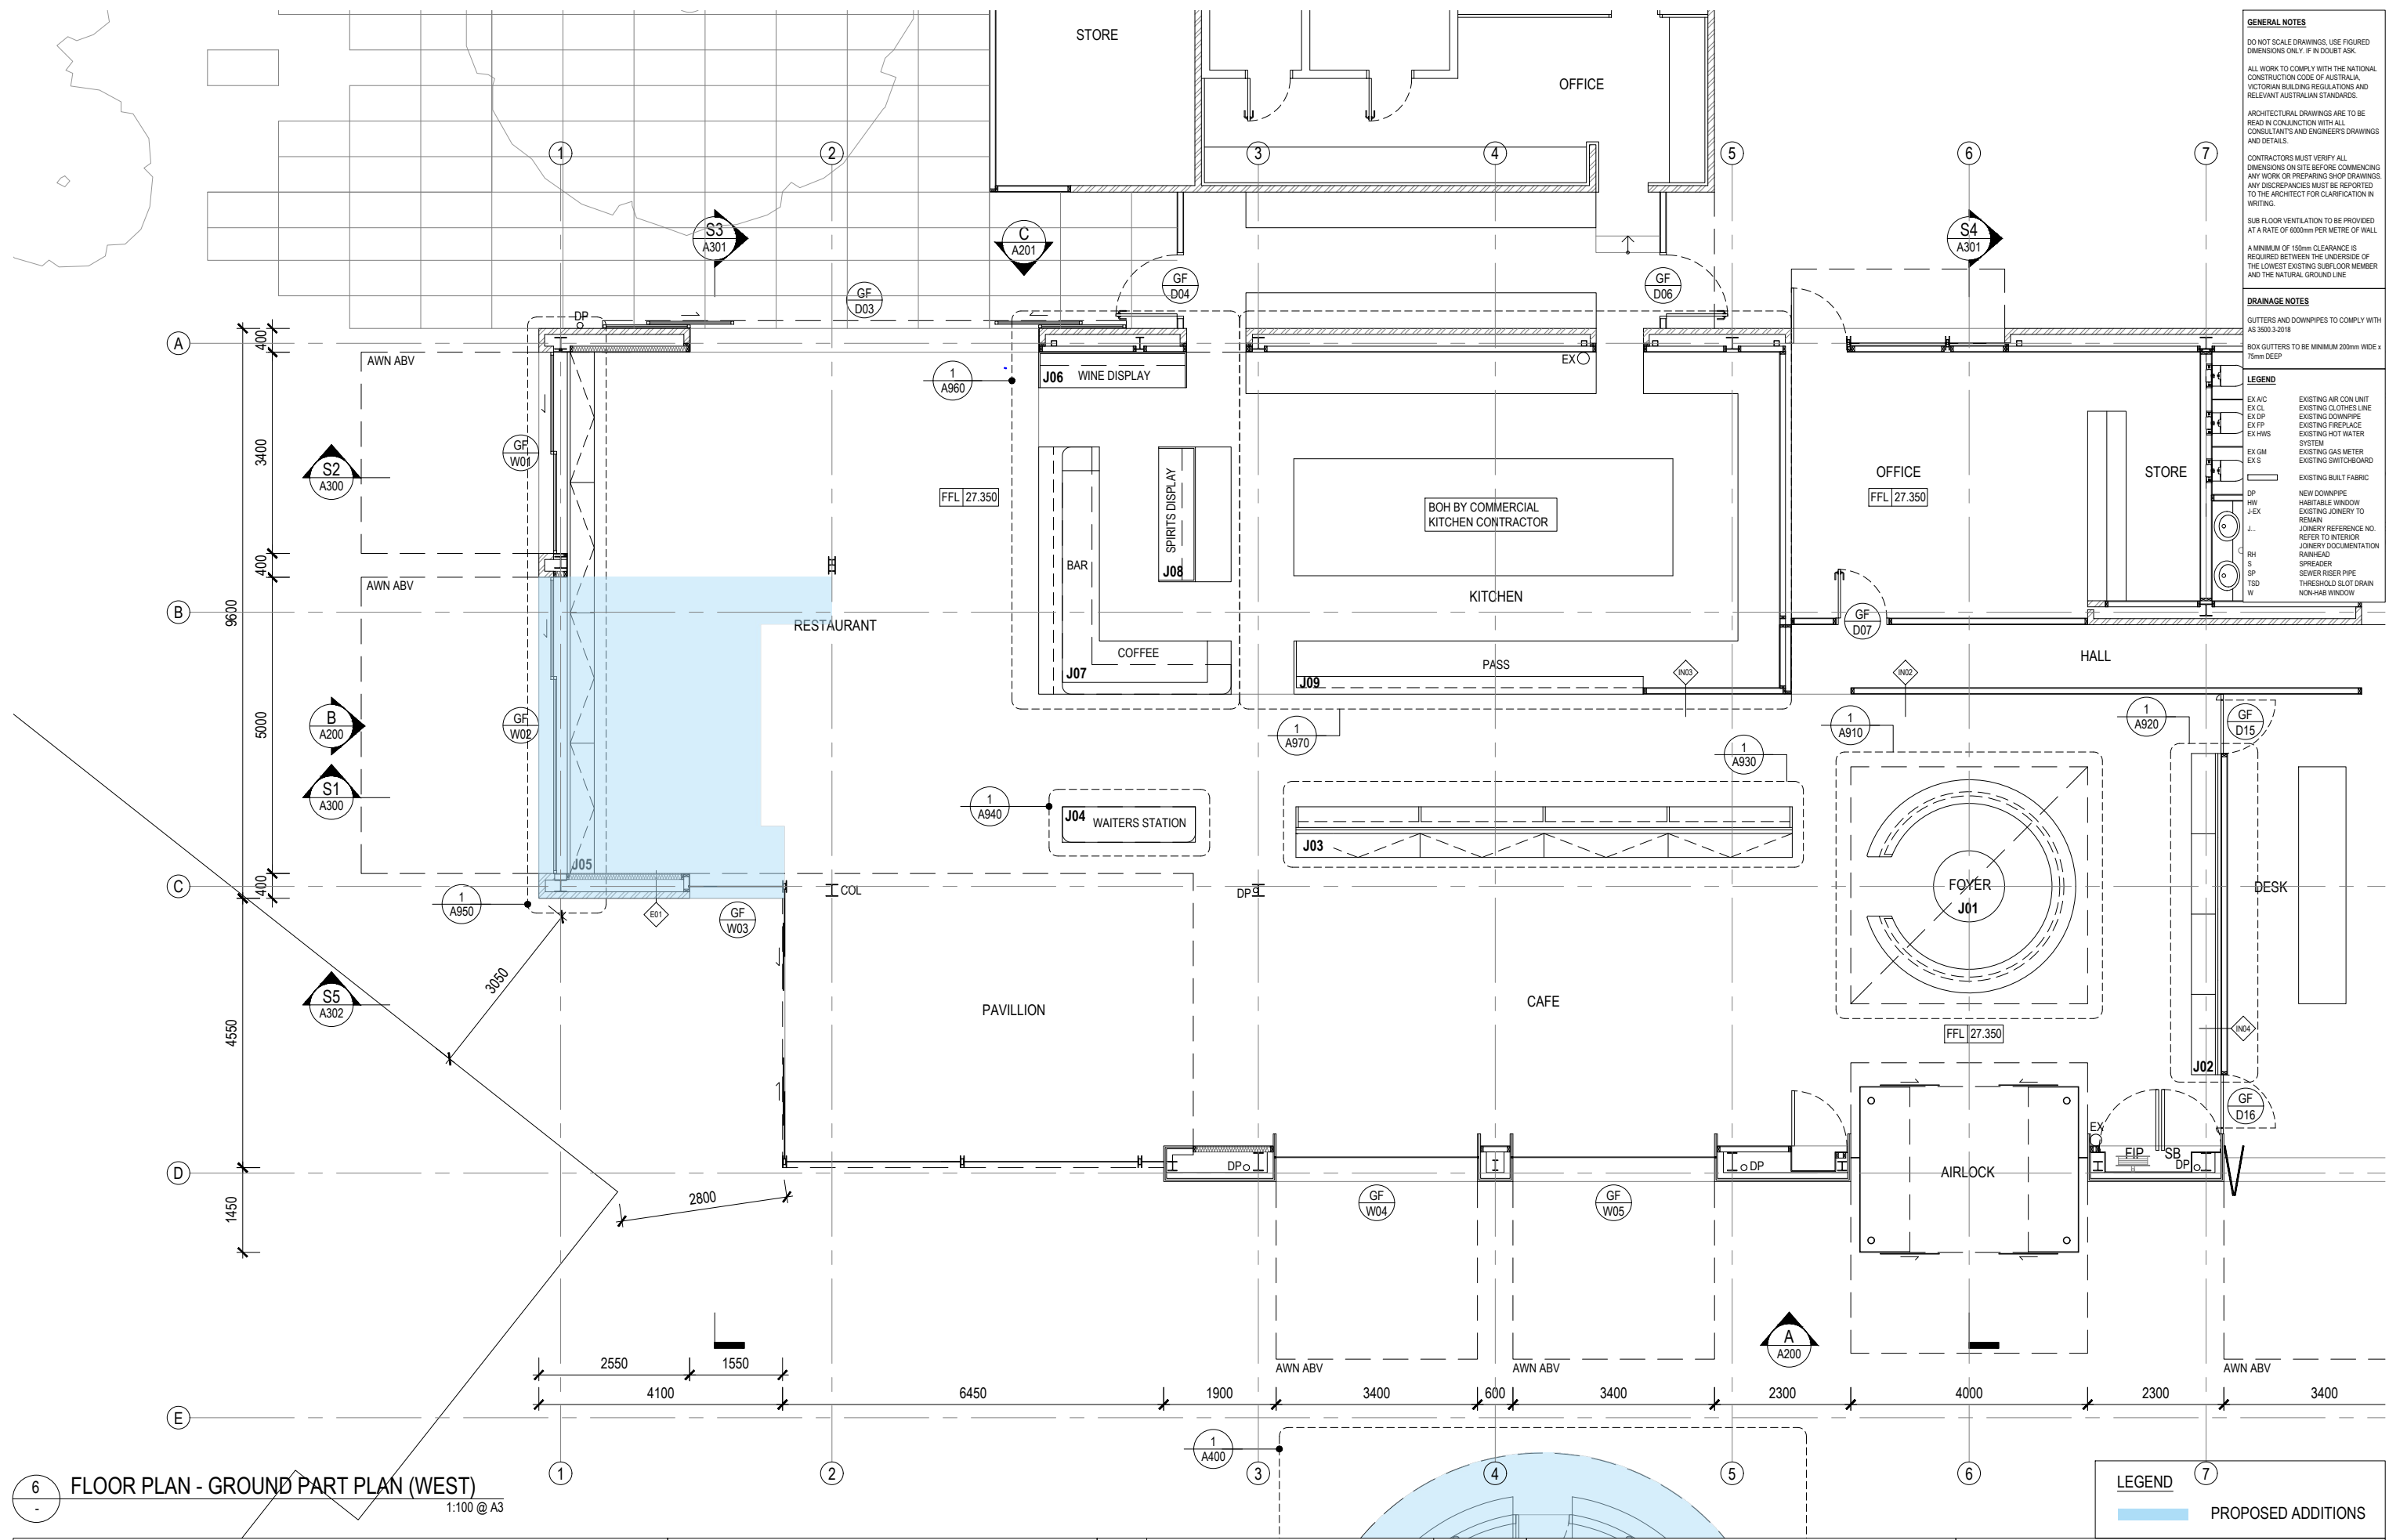 GENERAL NOTES
DO NOT SCALE DRAWINGS, USE FIGURED
DIMENSIONS ONLY. IF IN DOUBT ASK.
ALL WORK TO COMPLY WITH THE NATIONAL
CONSTRUCTION CODE OF AUSTRALIA,
VICTORIAN BUILDING REGULATIONS AND
RELEVANT AUSTRALIAN STANDARDS.
ARCHITECTURAL DRAWINGS ARE TO BE
READ IN CONJUNCTION WITH ALL
CONSULTANT'S AND ENGINEER'S DRAWINGS
AND DETAILS.
CONTRACTORS MUST VERIFY ALL
DIMENSIONS ON SITE BEFORE COMMENCING
ANY WORK OR PREPARING SHOP DRAWINGS.
ANY DISCREPANCIES MUST BE REPORTED
TO THE ARCHITECT FOR CLARIFICATION IN
WRITING.
SUB FLOOR VENTILATION TO BE PROVIDED
AT A RATE OF 6000mm PER METRE OF WALL
A MINIMUM OF 150mm CLEARANCE IS
REQUIRED BETWEEN THE UNDERSIDE OF
THE LOWEST EXISTING SUBFLOOR MEMBER
AND THE NATURAL GROUND LINE
DRAINAGE NOTES
GUTTERS AND DOWNPIPES TO COMPLY WITH
AS 3500.3-2018
BOX GUTTERS TO BE MINIMUM 200mm WIDE x
75mm DEEP
LEGEND
EX A/C EXISTING AIR CON UNIT
EX CL EXISTING CLOTHES LINE
EX DP EXISTING DOWNPIPE
EX FP EXISTING FIREPLACE
EX HWS EXISTING HOT WATER
SYSTEM
EX GM EXISTING GAS METER
EX S EXISTING SWITCHBOARD
EXISTING BUILT FABRIC
DP NEW DOWNPIPE
HW HABITABLE WINDOW
J-EX EXISTING JOINERY TO
REMAIN
J... JOINERY REFERENCE NO.
REFER TO INTERIOR
JOINERY DOCUMENTATION
RH RAINHEAD
S SPREADER
SP SEWER RISER PIPE
TSD THRESHOLD SLOT DRAIN
W NON-HAB WINDOW
STORE
OFFICE
1 2 3 4 5 6 7
S3
A301
C
A201
S4
A301
GF
D03
GF
D04
GF
D06
DP
A
400
AWN ABV
1
A960
J06 WINE DISPLAY
EX
3400
GF
W01
S2
A300
FFL 27.350
SPIRITS DISPLAY
J08
BAR
BOH BY COMMERCIAL
KITCHEN CONTRACTOR
OFFICE
FFL 27.350
STORE
400
AWN ABV
KITCHEN
B
9600
RESTAURANT
GF
D07
COFFEE
J07
PASS
J09
IN03
IN02
HALL
B
A200
5000
GF
W02
S1
A300
1
A970
1
A930
1
A910
1
A920
GF
D15
1
A940
J04 WAITERS STATION
J03
J05
C
400
1
A950
E01
GF
W03
COL
DP
FOYER
J01
DESK
3050
S5
A302
4550
PAVILLION
CAFE
FFL 27.350
IN04
J02
GF
D16
EX
FIP
SB
DP
D
DP
DP
AIRLOCK
1450
2800
GF
W04
GF
W05
A
A200
AWN ABV
AWN ABV
AWN ABV
2550 1550
4100 6450 1900 3400 600 3400 2300 4000 2300 3400
E
1
A400
1 2 3 4 5 6 7
6
-
FLOOR PLAN - GROUND PART PLAN (WEST)
1:100 @ A3
LEGEND
PROPOSED ADDITIONS